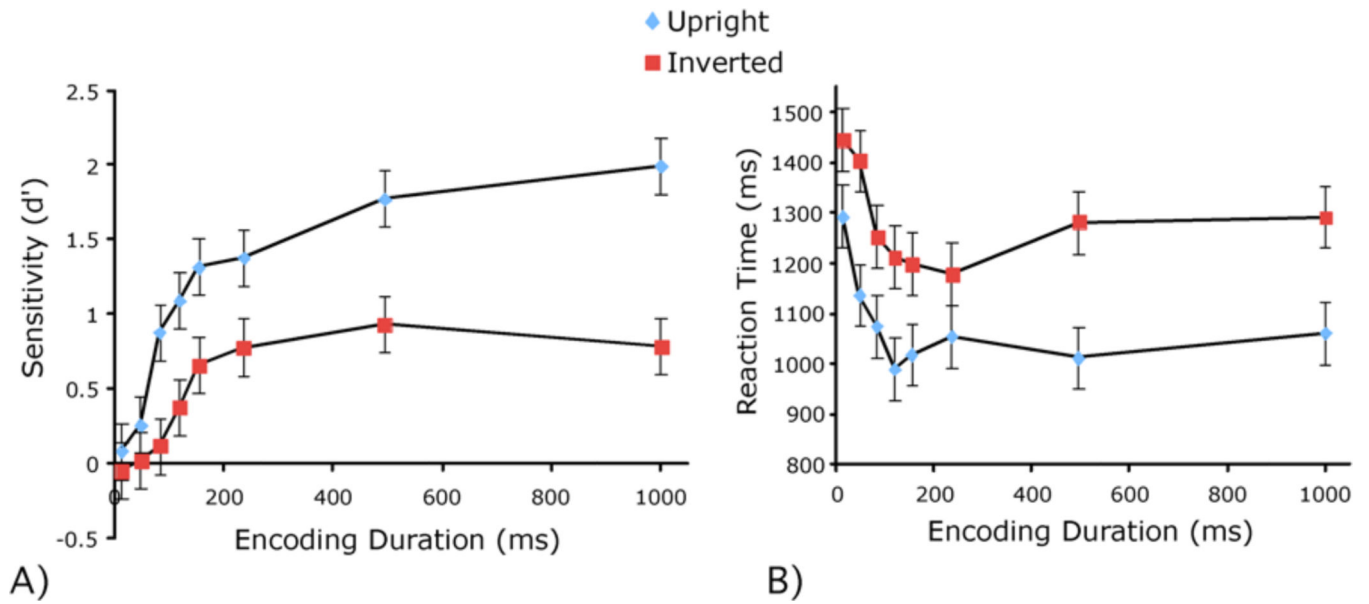 Upright
Inverted
2.5
2
1.5
1
0.5
0
-0.5
Sensitivity (d')
0 200 400 600 800 1000
Encoding Duration (ms)
A)
1500
1400
1300
1200
1100
1000
900
800
Reaction Time (ms)
0 200 400 600 800 1000
Encoding Duration (ms)
B)